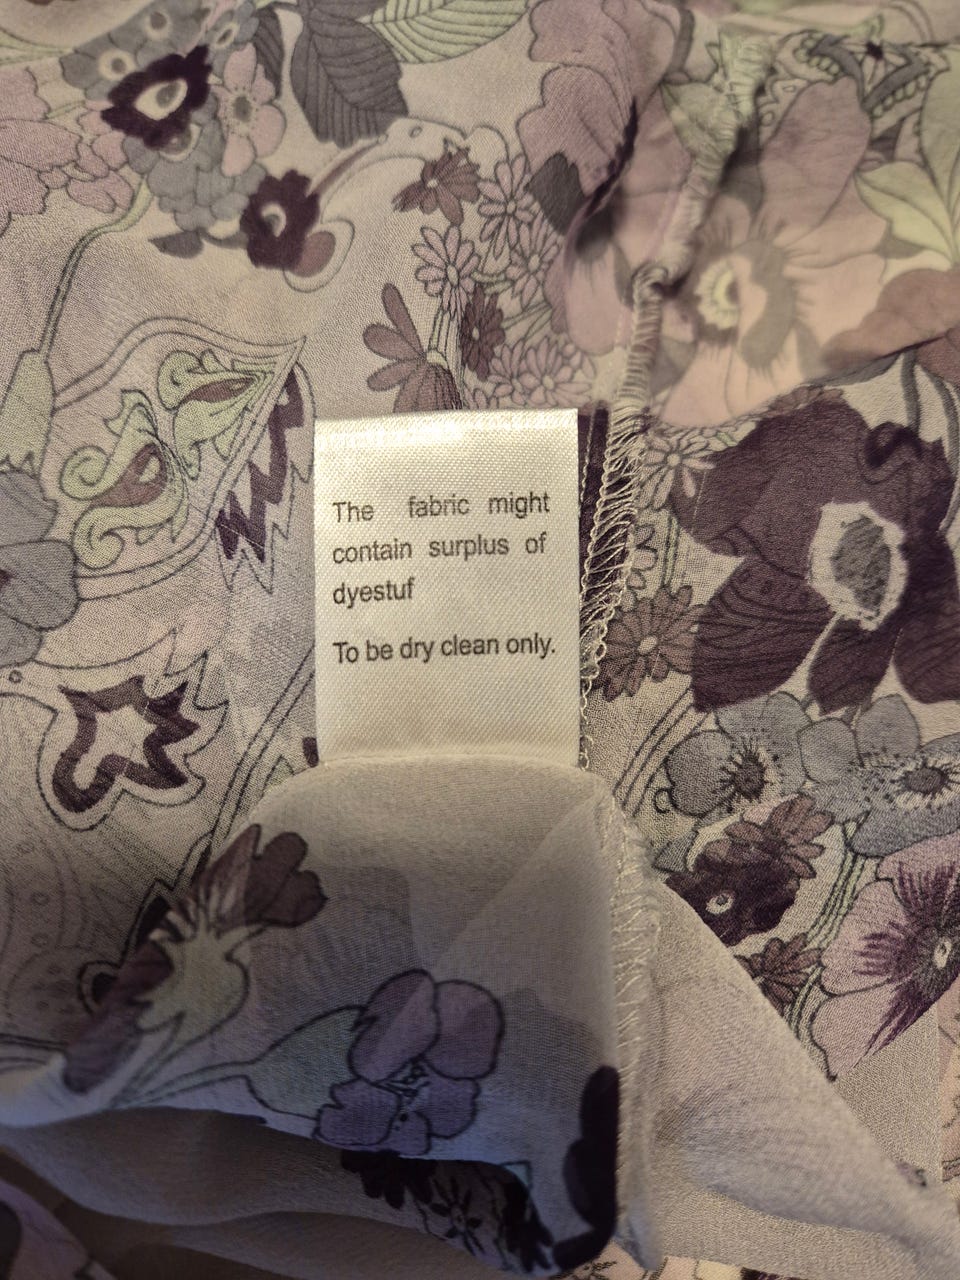 The fabric might
contain surplus of
dyestuf
To be dry clean only.